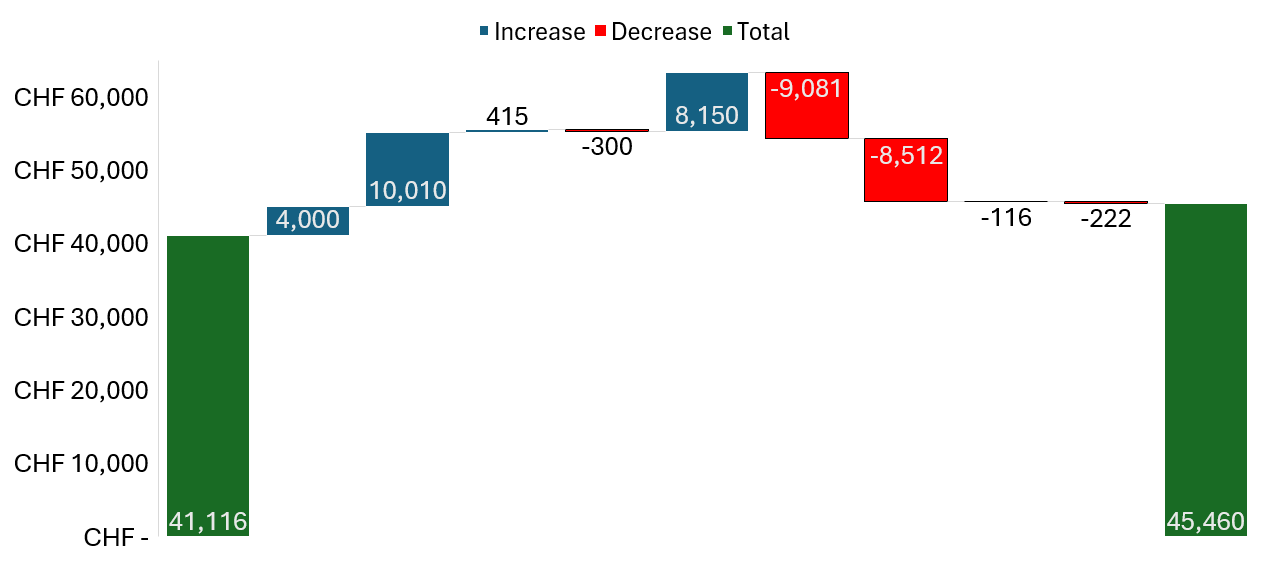 Increase Decrease Total
CHF 60,000
CHF 50,000
CHF 40,000
CHF 30,000
CHF 20,000
CHF 10,000
CHF -
41,116
4,000
10,010
415
-300
8,150
-9,081
-8,512
-116
-222
45,460